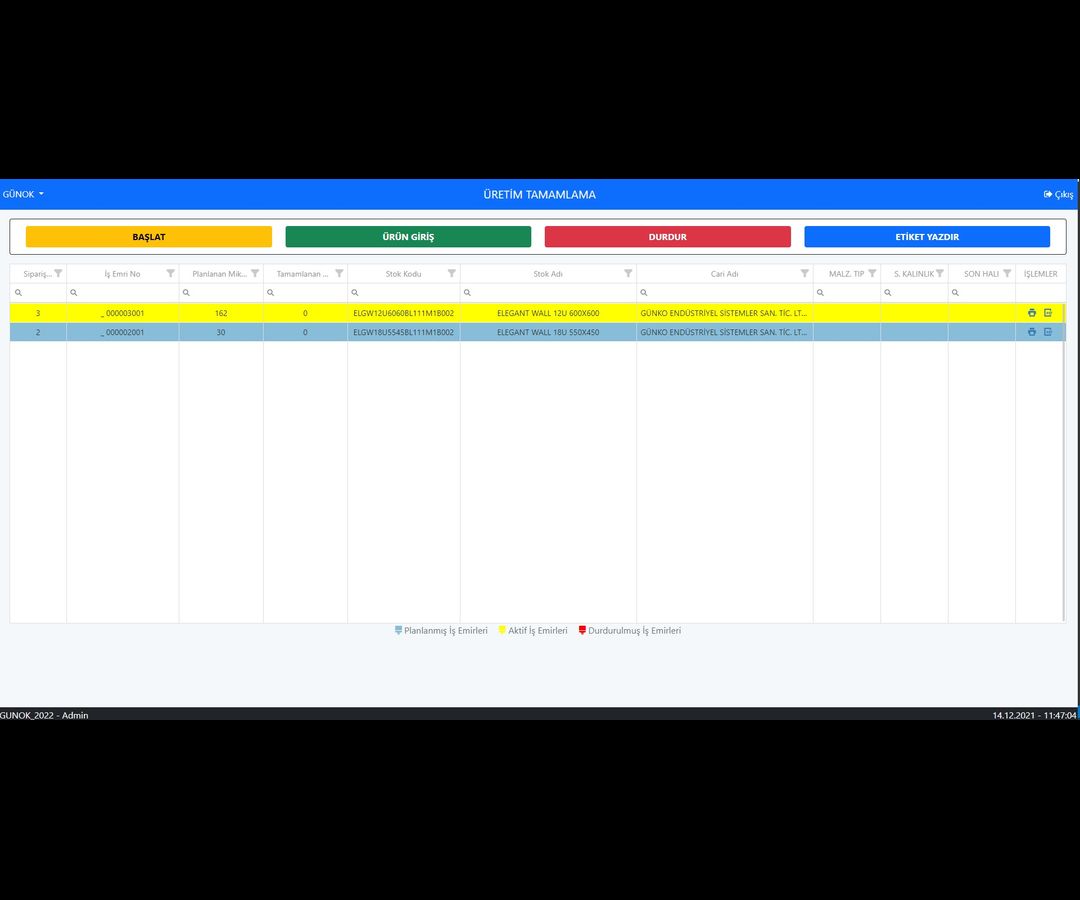 GÜNOK ÜRETİM TAMAMLAMA Çıkış
BAŞLAT ÜRÜN GİRİŞ DURDUR ETİKET YAZDIR
Sipariş... İş Emri No Planlanan Mik... Tamamlanan ... Stok Kodu Stok Adı Cari Adı MALZ. TIP S. KALINLIK SON HALI İŞLEMLER
3 _ 000003001 162 0 ELGW12U6060BL111M1B002 ELEGANT WALL 12U 600X600 GÜNKO ENDÜSTRİYEL SİSTEMLER SAN. TİC. LT...
2 _ 000002001 30 0 ELGW18U5545BL111M1B002 ELEGANT WALL 18U 550X450 GÜNKO ENDÜSTRİYEL SİSTEMLER SAN. TİC. LT...
Planlanmış İş Emirleri Aktif İş Emirleri Durdurulmuş İş Emirleri
GUNOK_2022 - Admin 14.12.2021 - 11:47:04